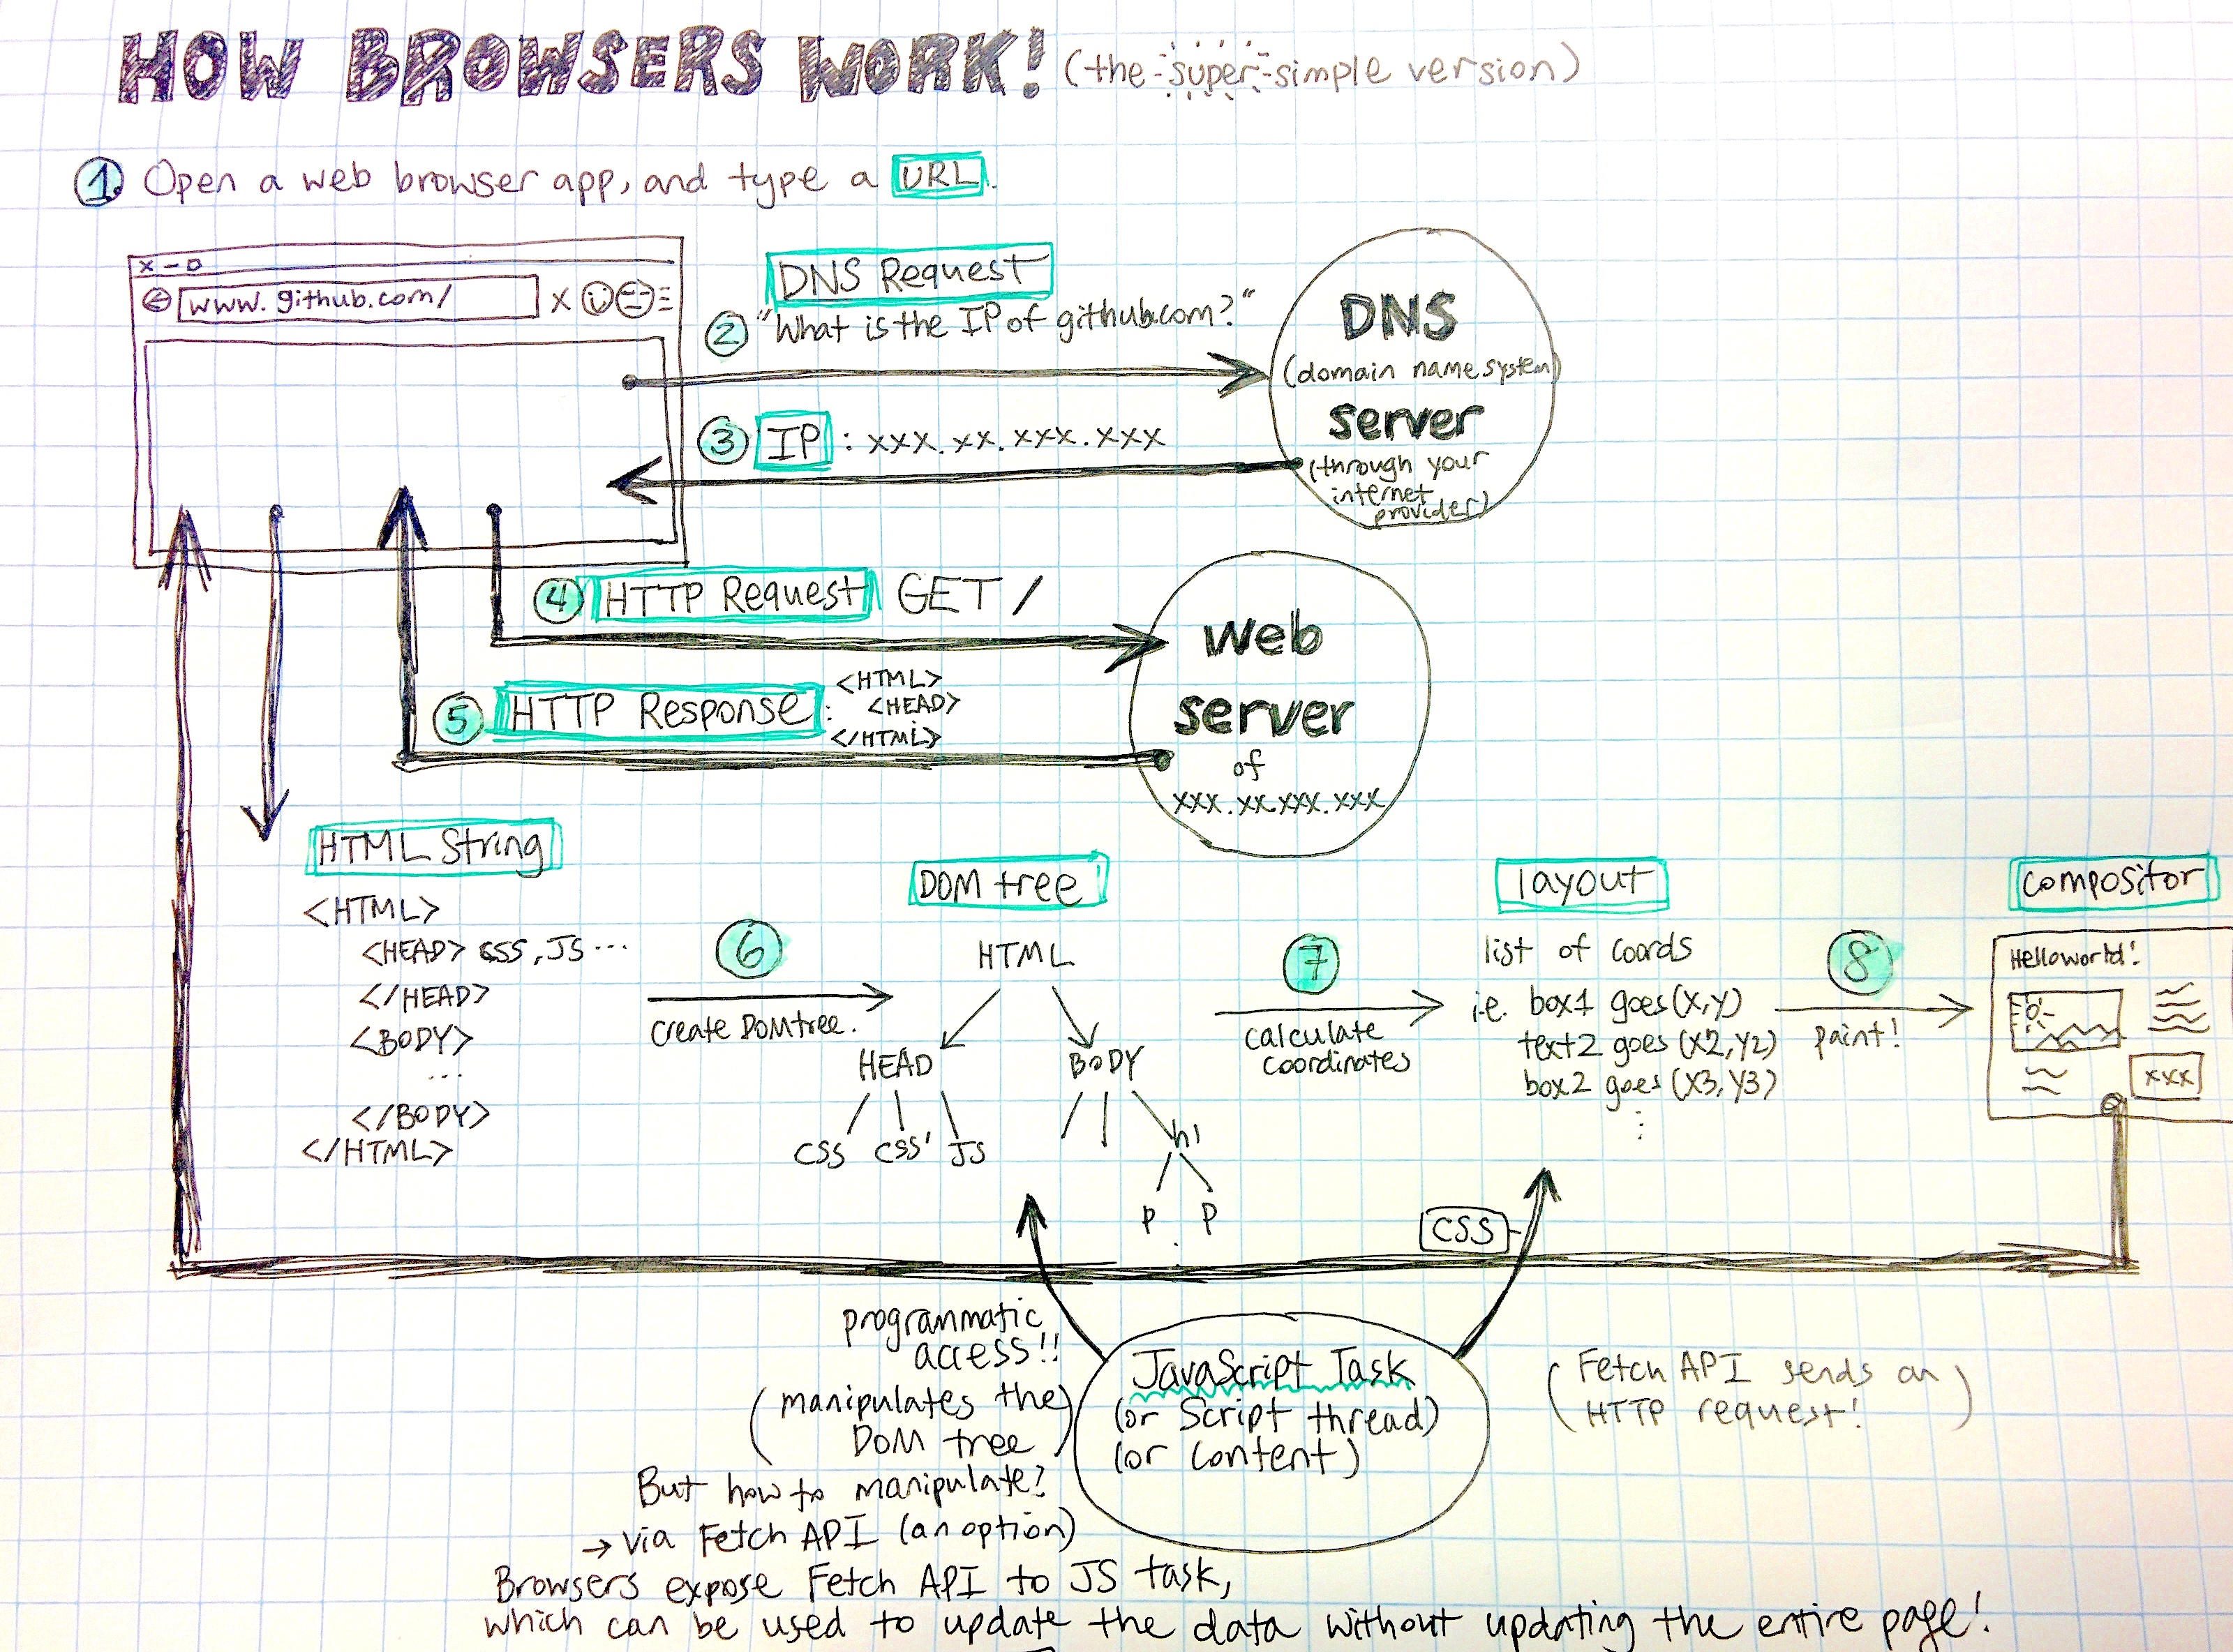 HOW BROWSERS WORK! (the super-simple version)
1. Open a web browser app, and type a URL.
x - o
www.github.com/ X
DNS Request
2 "What is the IP of github.com?"
DNS
(domain name system)
server
(through your
internet
provider)
3 IP : xxx.xx.xxx.xxx
4 HTTP Request GET /
5 HTTP Response :
<HTML>
<HEAD>
</HTML>
web
server
of
xxx.xx.xxx.xxx
HTML String
<HTML>
<HEAD> CSS, JS ...
</HEAD>
<BODY>
...
</BODY>
</HTML>
6
create DOM tree.
DOM tree
HTML
HEAD BODY
CSS CSS' JS
h1
P P
7
calculate
coordinates
layout
list of coords
i.e. box1 goes (x,y)
text2 goes (x2,y2)
box2 goes (x3,y3)
8
paint!
compositor
Helloworld!
xxx
CSS
programmatic
access!!
(manipulates the
DOM tree)
But how to manipulate?
→ via Fetch API (an option)
JavaScript Task
(or Script thread)
(or Content)
(Fetch API sends an
HTTP request!)
Browsers expose Fetch API to JS task,
which can be used to update the data without updating the entire page!